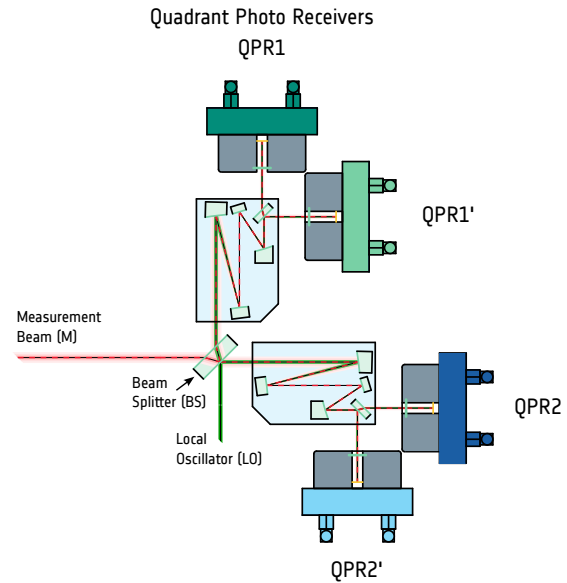 Quadrant Photo Receivers
QPR1
QPR1'
Measurement
Beam (M)
Beam
Splitter (BS)
Local
Oscillator (LO)
QPR2
QPR2'